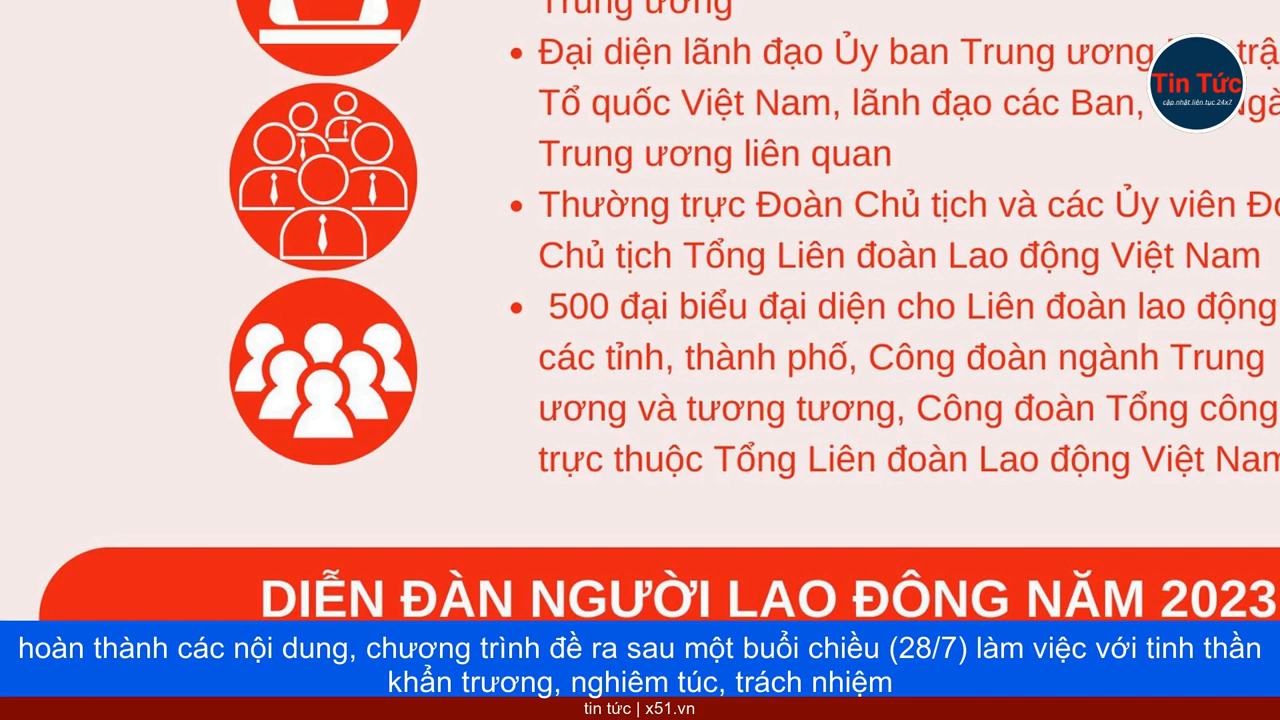 Trung ương
Đại diện lãnh đạo Ủy ban Trung ương trậ
Tổ quốc Việt Nam, lãnh đạo các Ban,
Trung ương liên quan
Thường trực Đoàn Chủ tịch và các Ủy viên Đo
Chủ tịch Tổng Liên đoàn Lao động Việt Nam
500 đại biểu đại diện cho Liên đoàn lao động
các tỉnh, thành phố, Công đoàn ngành Trung
ương và tương tương, Công đoàn Tổng công
trực thuộc Tổng Liên đoàn Lao động Việt Nam
Tin Tức
cập nhật liên tục 24x7
DIỄN ĐÀN NGƯỜI LAO ĐÔNG NĂM 2023
hoàn thành các nội dung, chương trình đề ra sau một buổi chiều (28/7) làm việc với tinh thần
khẩn trương, nghiêm túc, trách nhiệm
tin tức | x51.vn